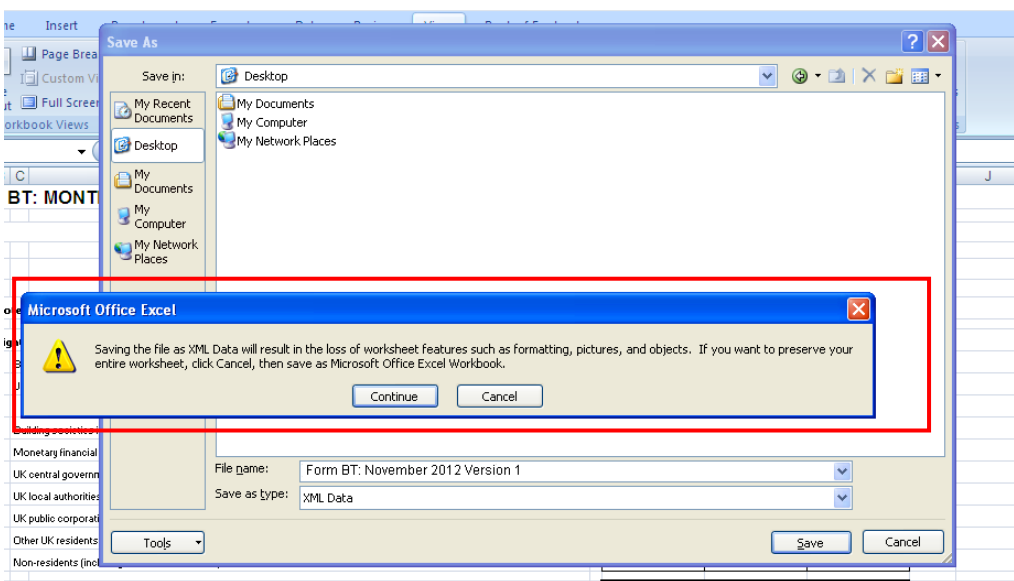 Insert
Save As
Page Brea
Custom Vi
Full Screen
orkbook Views
Save in: Desktop
My Recent Documents
Desktop
My Documents
My Computer
My Network Places
My Documents
My Computer
My Network Places
C
J
BT: MONT
Microsoft Office Excel
Saving the file as XML Data will result in the loss of worksheet features such as formatting, pictures, and objects. If you want to preserve your
entire worksheet, click Cancel, then save as Microsoft Office Excel Workbook.
Continue Cancel
Building societies i
Monetary financial
UK central governm
UK local authorities
UK public corporati
Other UK residents
Non-residents (incl
File name: Form BT: November 2012 Version 1
Save as type: XML Data
Tools
Save
Cancel